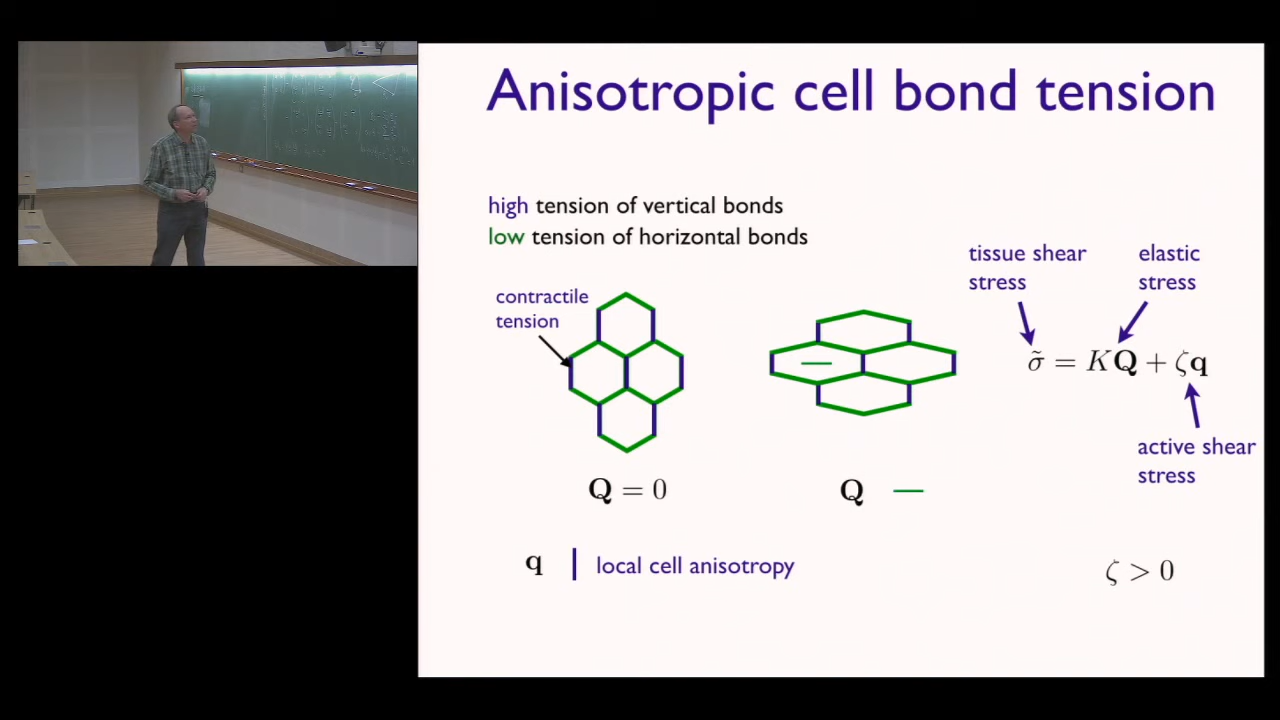 Anisotropic cell bond tension
high tension of vertical bonds
low tension of horizontal bonds
contractile
tension
tissue shear
stress
elastic
stress
σ̃ = KQ + ζq
active shear
stress
Q = 0
Q —
q | local cell anisotropy
ζ > 0